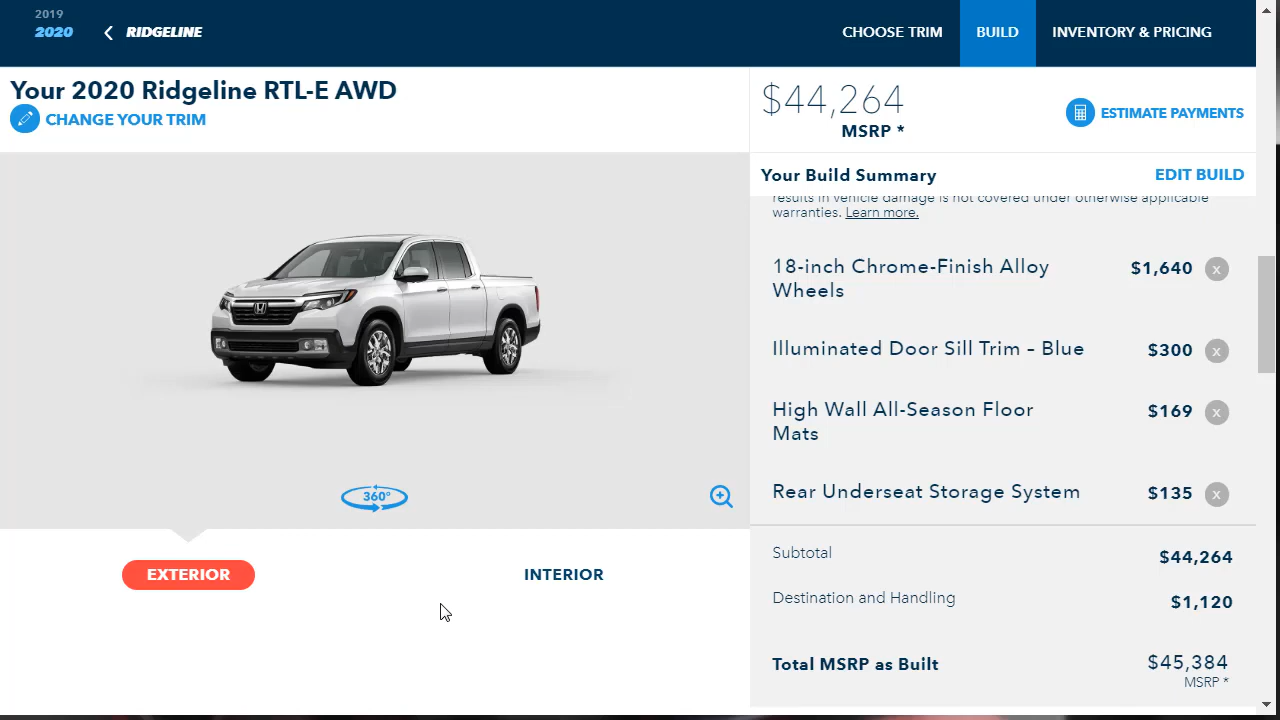 2019
2020
RIDGELINE
CHOOSE TRIM
BUILD
INVENTORY & PRICING
Your 2020 Ridgeline RTL-E AWD
CHANGE YOUR TRIM
$44,264
MSRP *
ESTIMATE PAYMENTS
Your Build Summary
EDIT BUILD
results in vehicle damage is not covered under otherwise applicable
warranties. Learn more.
18-inch Chrome-Finish Alloy
Wheels
$1,640
x
Illuminated Door Sill Trim – Blue
$300
x
High Wall All-Season Floor
Mats
$169
x
Rear Underseat Storage System
$135
x
360°
EXTERIOR
INTERIOR
Subtotal
$44,264
Destination and Handling
$1,120
Total MSRP as Built
$45,384
MSRP *